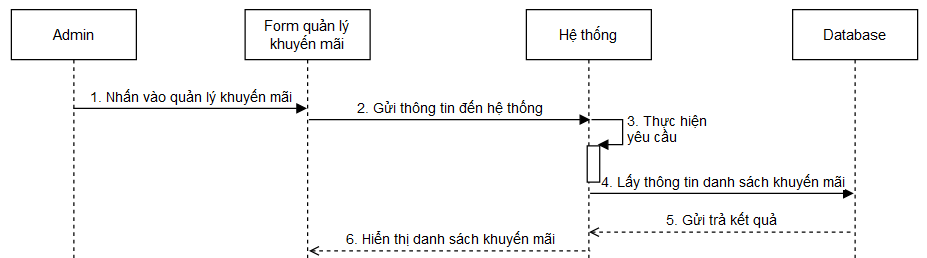 Admin
Form quản lý
khuyến mãi
Hệ thống
Database
1. Nhấn vào quản lý khuyến mãi
2. Gửi thông tin đến hệ thống
3. Thực hiện
yêu cầu
4. Lấy thông tin danh sách khuyến mãi
5. Gửi trả kết quả
6. Hiển thị danh sách khuyến mãi